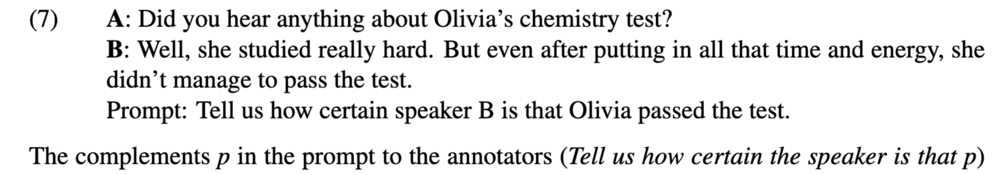 (7) A: Did you hear anything about Olivia’s chemistry test?
B: Well, she studied really hard. But even after putting in all that time and energy, she
didn’t manage to pass the test.
Prompt: Tell us how certain speaker B is that Olivia passed the test.
The complements p in the prompt to the annotators (Tell us how certain the speaker is that p)